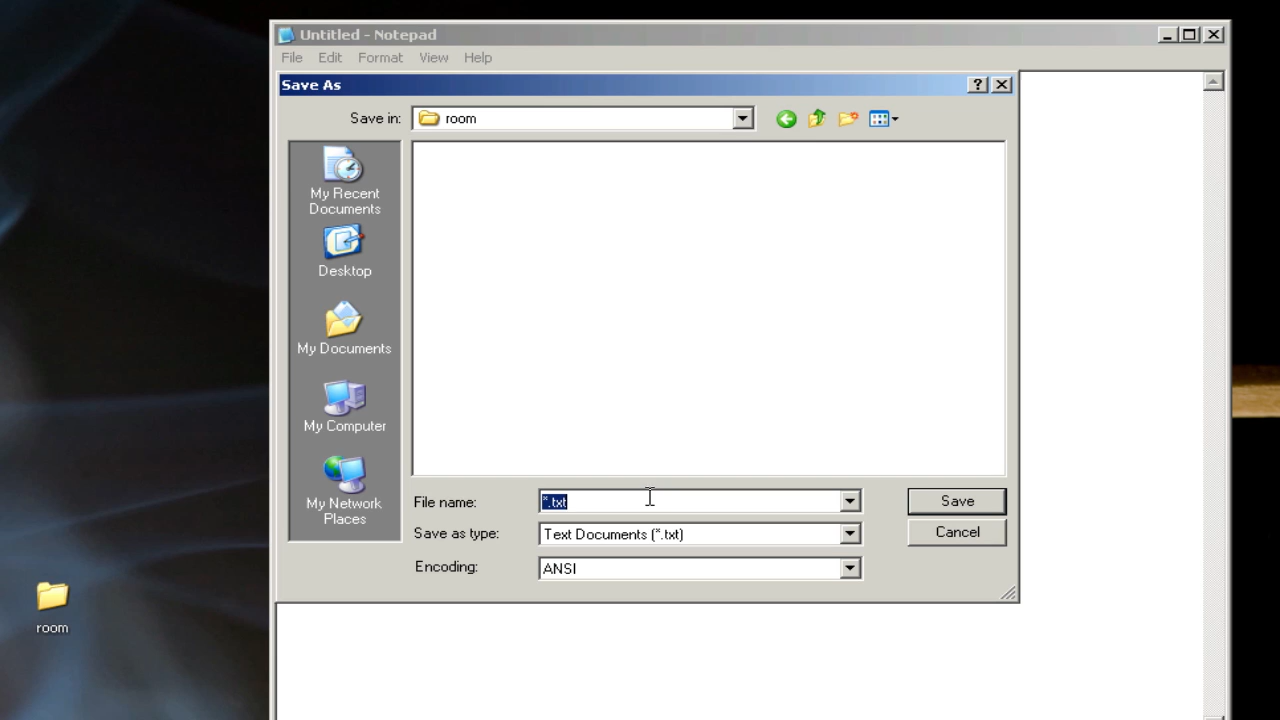 Untitled - Notepad
File Edit Format View Help
Save As
Save in: room
My Recent
Documents
Desktop
My Documents
My Computer
My Network
Places
File name: *.txt Save
Save as type: Text Documents (*.txt) Cancel
Encoding: ANSI
room